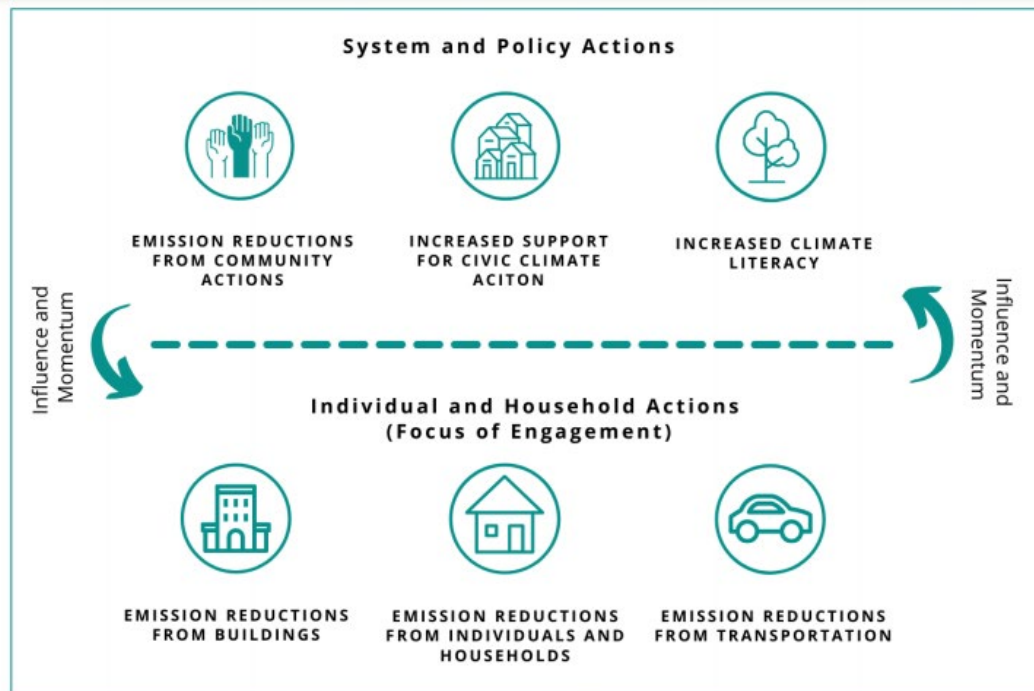 System and Policy Actions
EMISSION REDUCTIONS
FROM COMMUNITY
ACTIONS
INCREASED SUPPORT
FOR CIVIC CLIMATE
ACITON
INCREASED CLIMATE
LITERACY
Influence and
Momentum
Influence and
Momentum
Individual and Household Actions
(Focus of Engagement)
EMISSION REDUCTIONS
FROM BUILDINGS
EMISSION REDUCTIONS
FROM INDIVIDUALS AND
HOUSEHOLDS
EMISSION REDUCTIONS
FROM TRANSPORTATION